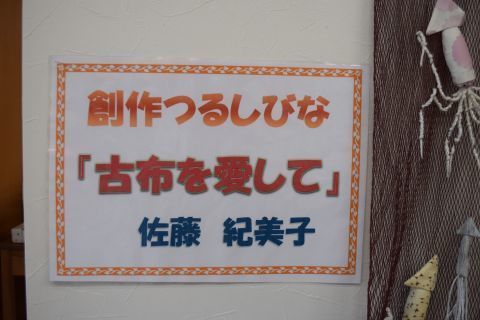 創作つるしびな
『古布を愛して』
佐藤 紀美子